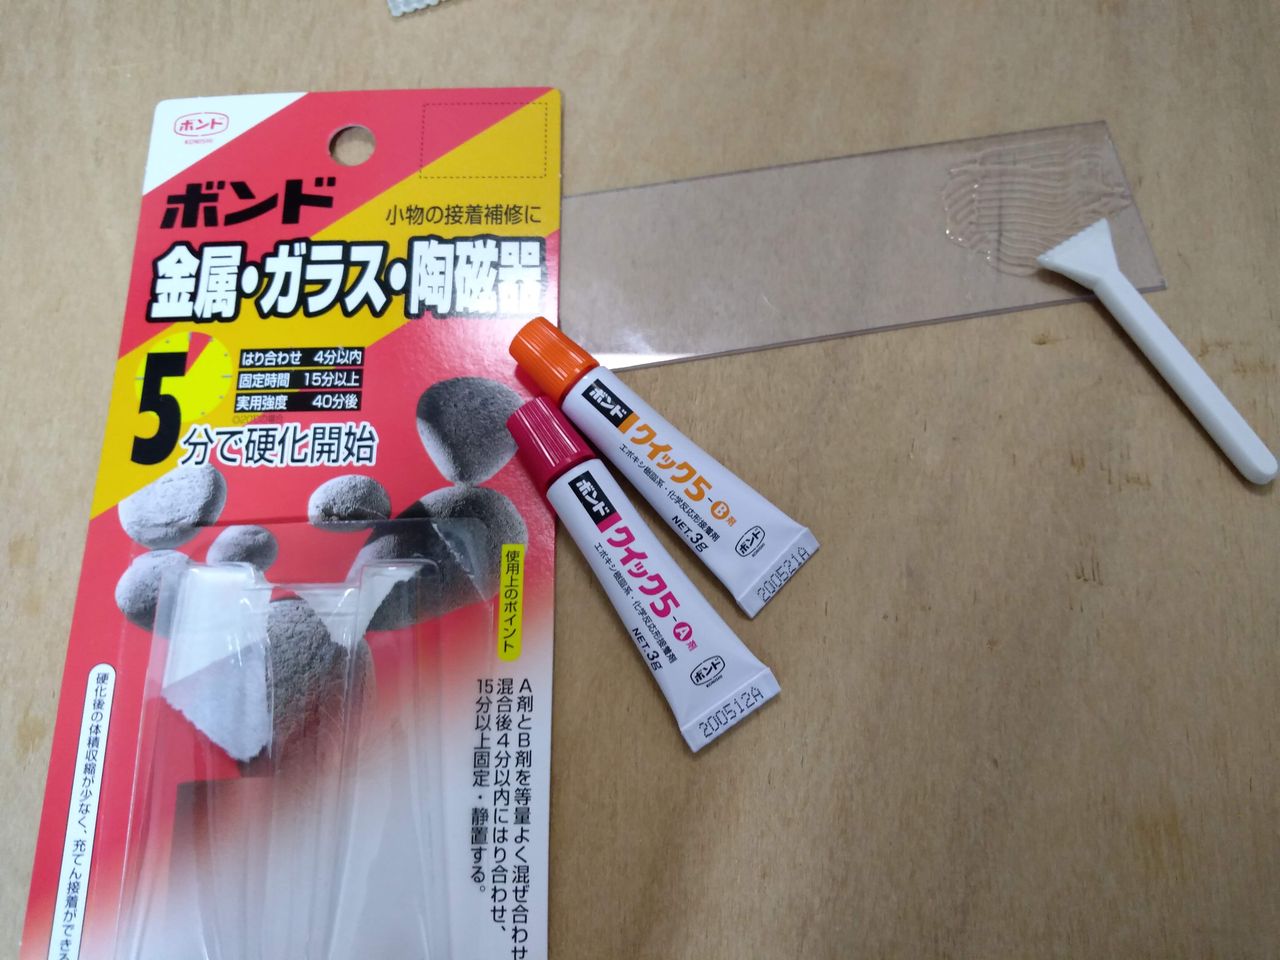 ボンド
KONISHI
ボンド
小物の接着補修に
金属・ガラス・陶磁器
5
はり合わせ 4分以内
固定時間 15分以上
実用強度 40分後
分で硬化開始
使用上のポイント
A剤とB剤を等量よく混ぜ合わせ
混合後4分以内にはり合わせ、
15分以上固定・静置する。
硬化後の体積収縮が少なく、充てん接着ができる
ボンド
クイック5-B剤
エポキシ樹脂系・化学反応形接着剤
NET.3g
ボンド
KONISHI
200521A
ボンド
クイック5-A剤
エポキシ樹脂系・化学反応形接着剤
NET.3g
ボンド
KONISHI
200512A